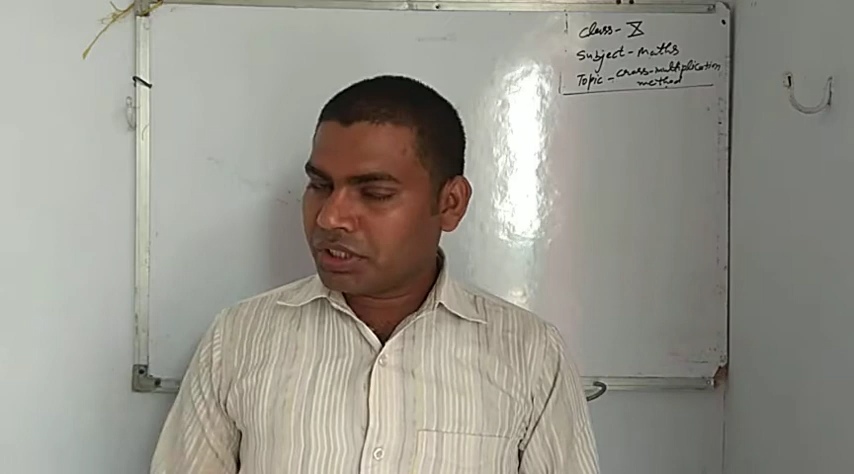 class- X
Subject- maths
Topic - cross-multiplication
method